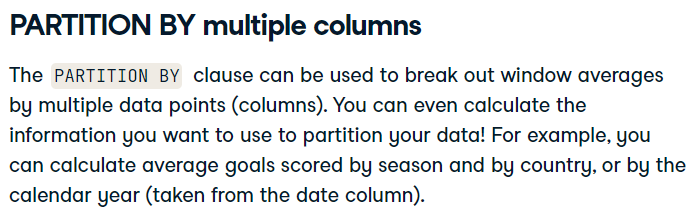 PARTITION BY multiple columns
The PARTITION BY clause can be used to break out window averages
by multiple data points (columns). You can even calculate the
information you want to use to partition your data! For example, you
can calculate average goals scored by season and by country, or by the
calendar year (taken from the date column).